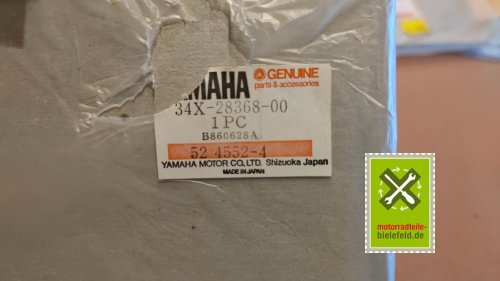 YAMAHA GENUINE
parts & accessories
34X-28368-00
1PC
B860628A
52 4552-4
YAMAHA MOTOR CO,LTD. Shizuoka Japan
MADE IN JAPAN
motorradteile-
bielefeld.de